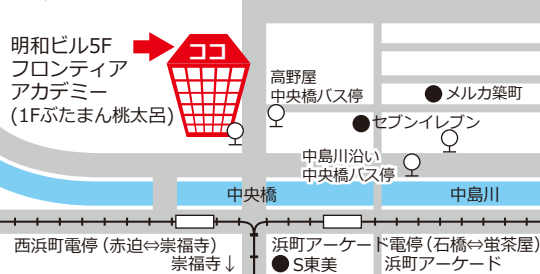 明和ビル5F
フロンティア
アカデミー
(1Fぶたまん桃太呂)
ココ
高野屋
中央橋バス停
メルカ築町
セブンイレブン
中島川沿い
中央橋バス停
中央橋
中島川
西浜町電停(赤迫⇔崇福寺)
崇福寺↓
浜町アーケード電停(石橋⇔蛍茶屋)
S東美
浜町アーケード